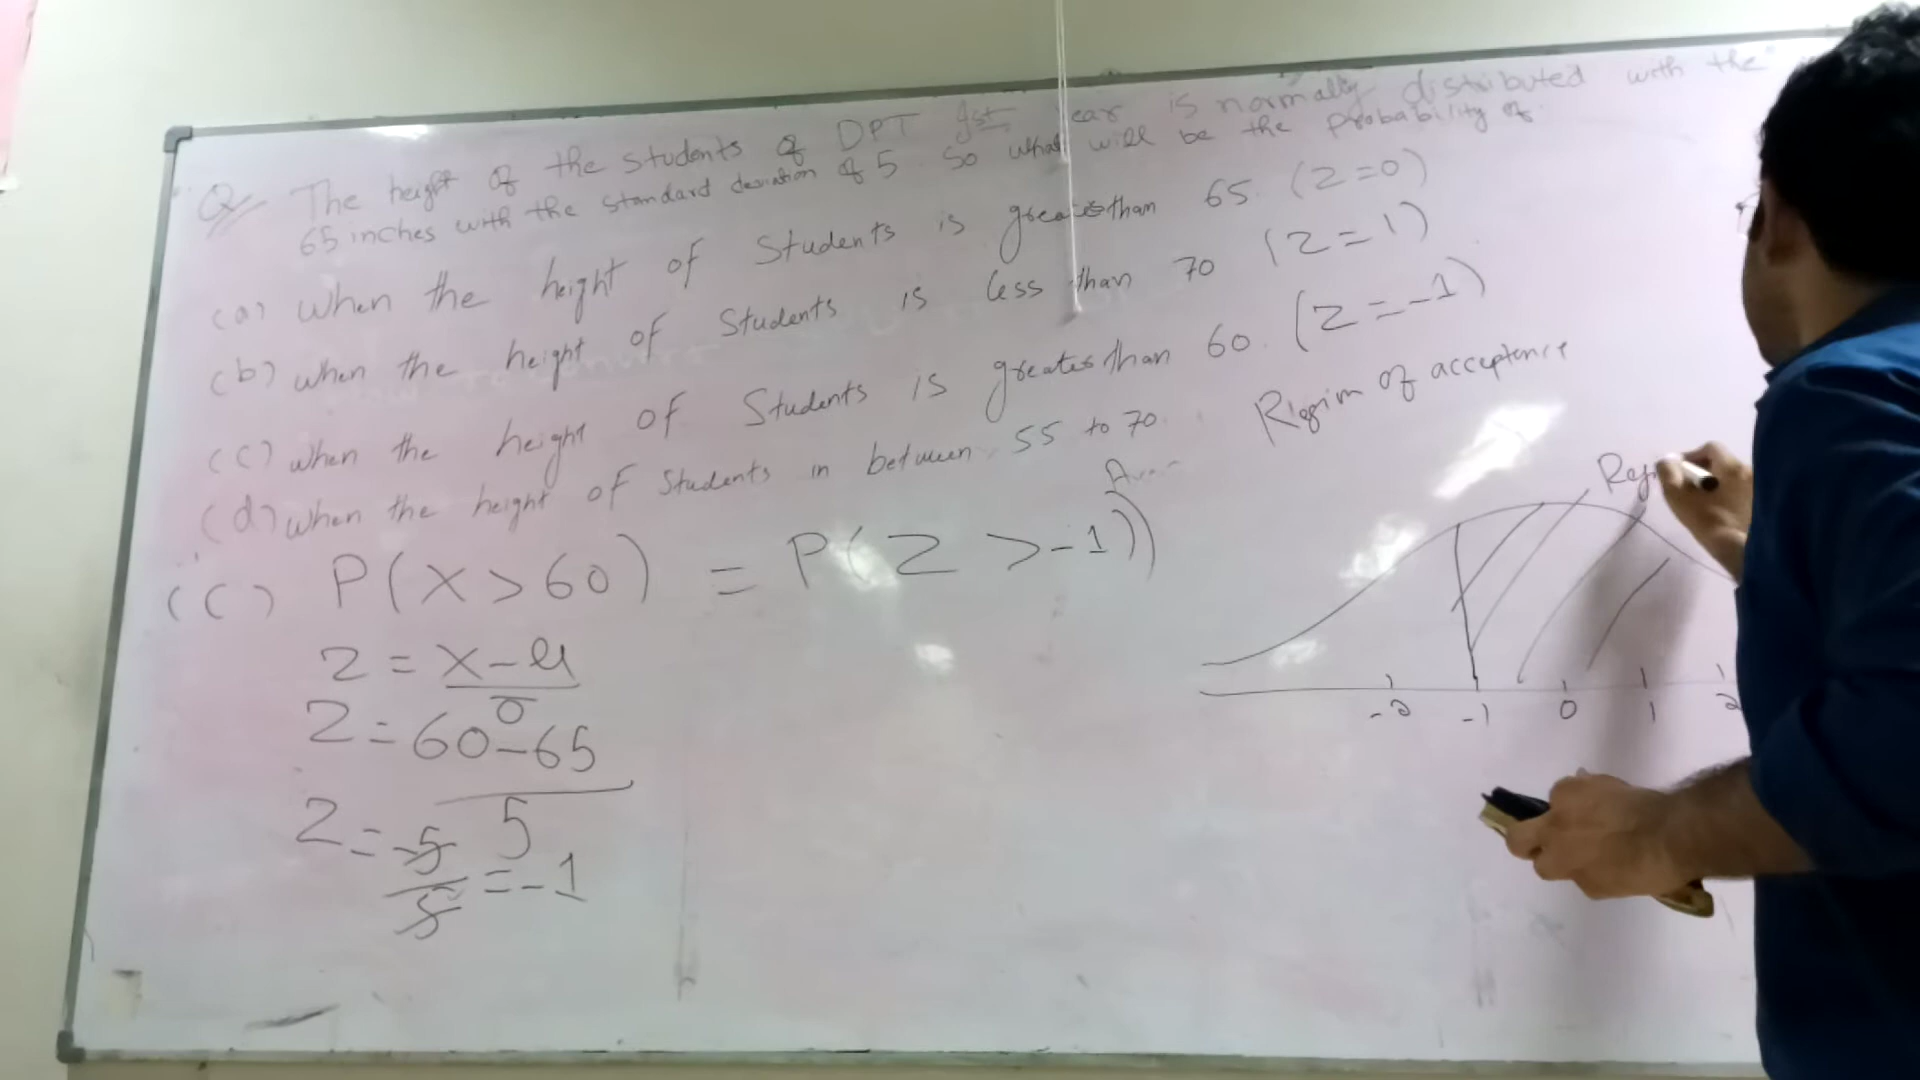 Q The height of the students of DPT 1st year is normally distributed with the
65 inches with the standard deviation of 5. So what will be the probability of.
(a) when the height of students is greater than 65. (Z=0)
(b) when the height of students is less than 70 (Z=1)
(c) when the height of students is greater than 60. (Z=-1)
(d) when the height of students in between 55 to 70.
Region of acceptence
(C) P(X>60) = P(Z>-1))
Z = X-μ
σ
Z = 60-65
5
Z = -5
5
= -1
-2 -1 0 1 2